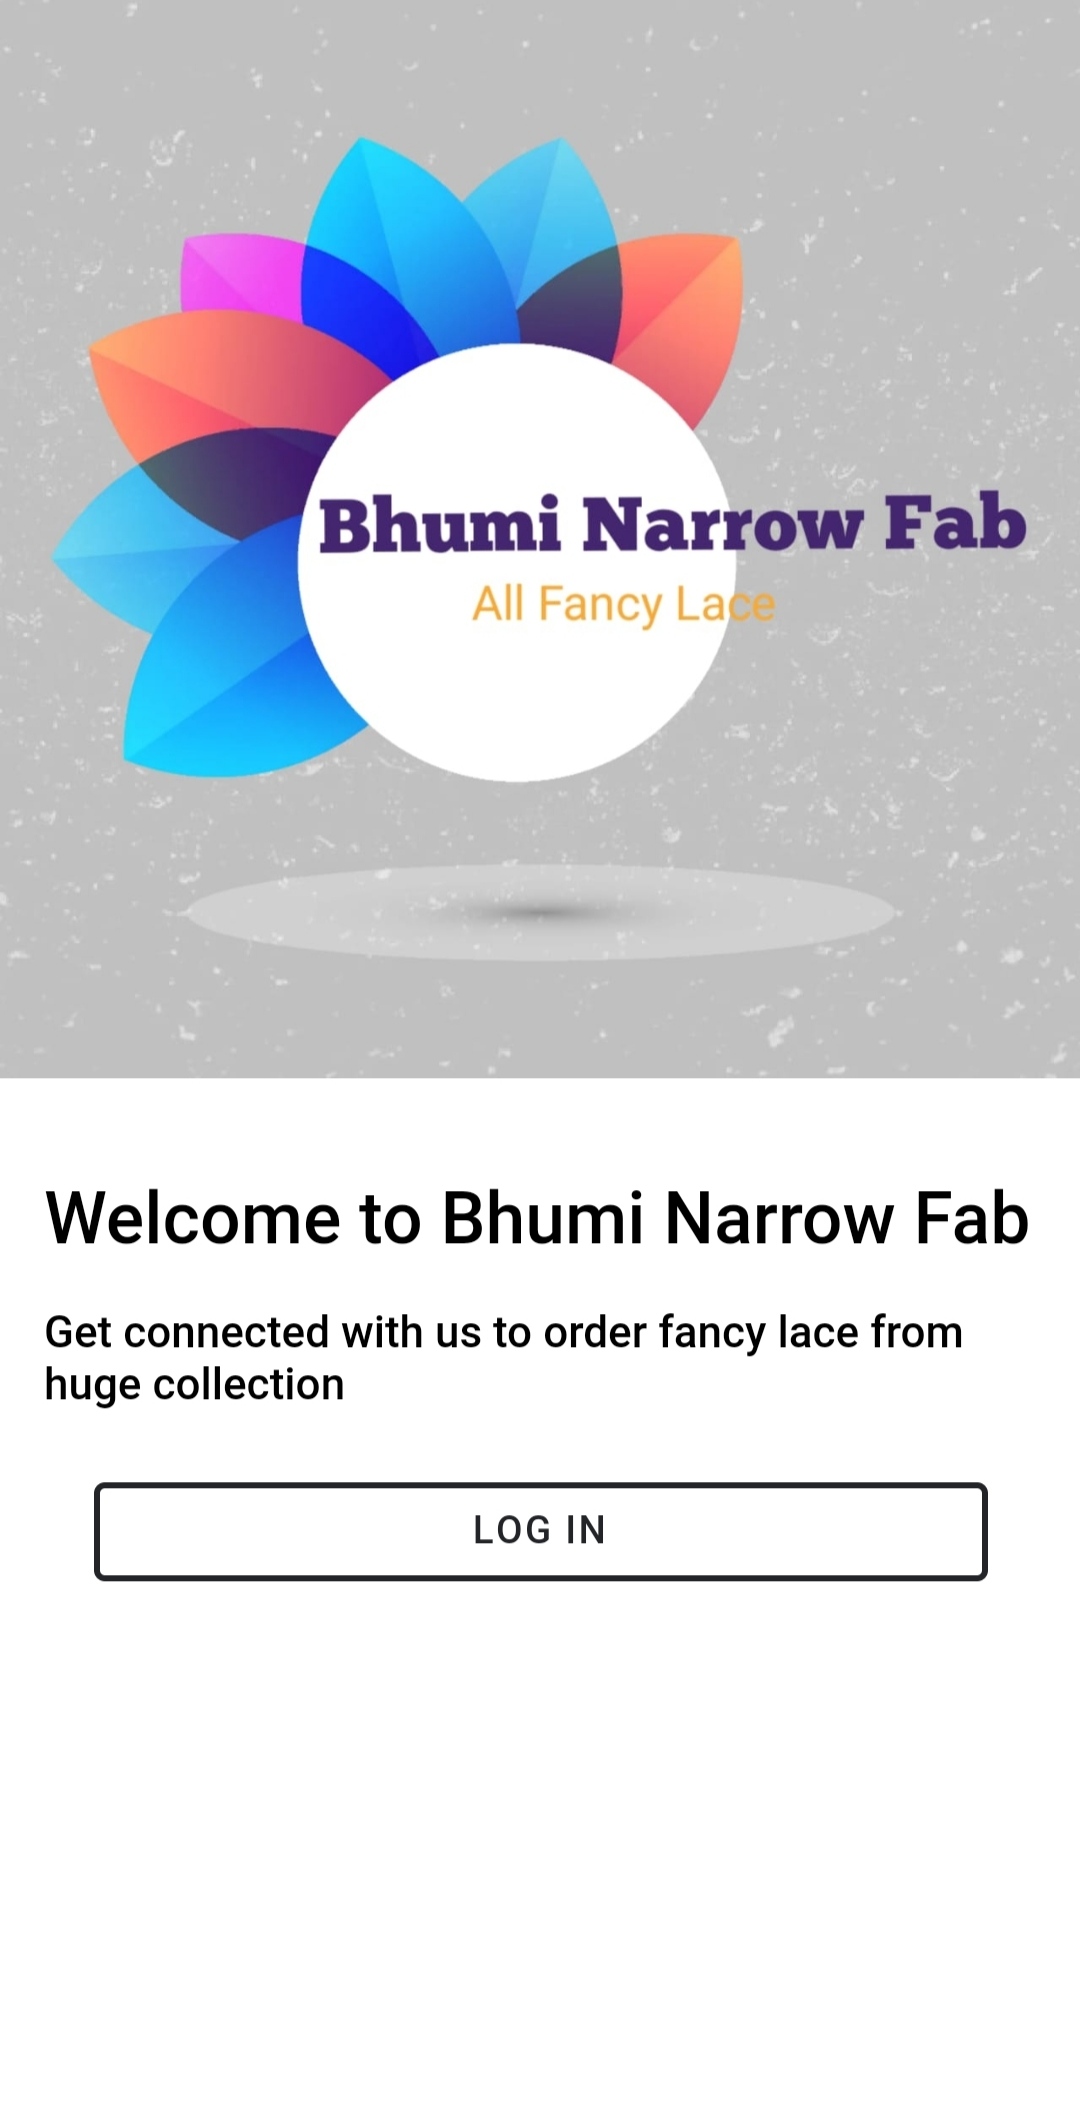 Bhumi Narrow Fab
All Fancy Lace
Welcome to Bhumi Narrow Fab
Get connected with us to order fancy lace from
huge collection
LOG IN